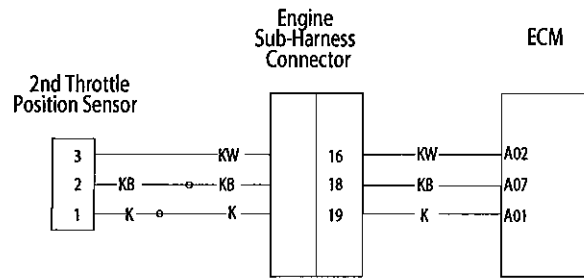 Engine
Sub-Harness
Connector
ECM
2nd Throttle
Position Sensor
3 KW 16 KW A02
2 KB KB 18 KB A07
1 K K 19 K A01